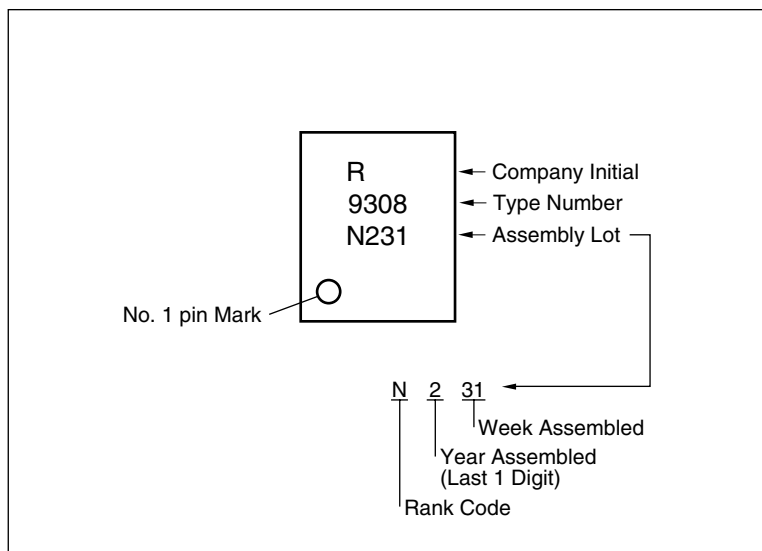 R
9308
N231
Company Initial
Type Number
Assembly Lot
No. 1 pin Mark
N 2 31
Week Assembled
Year Assembled
(Last 1 Digit)
Rank Code